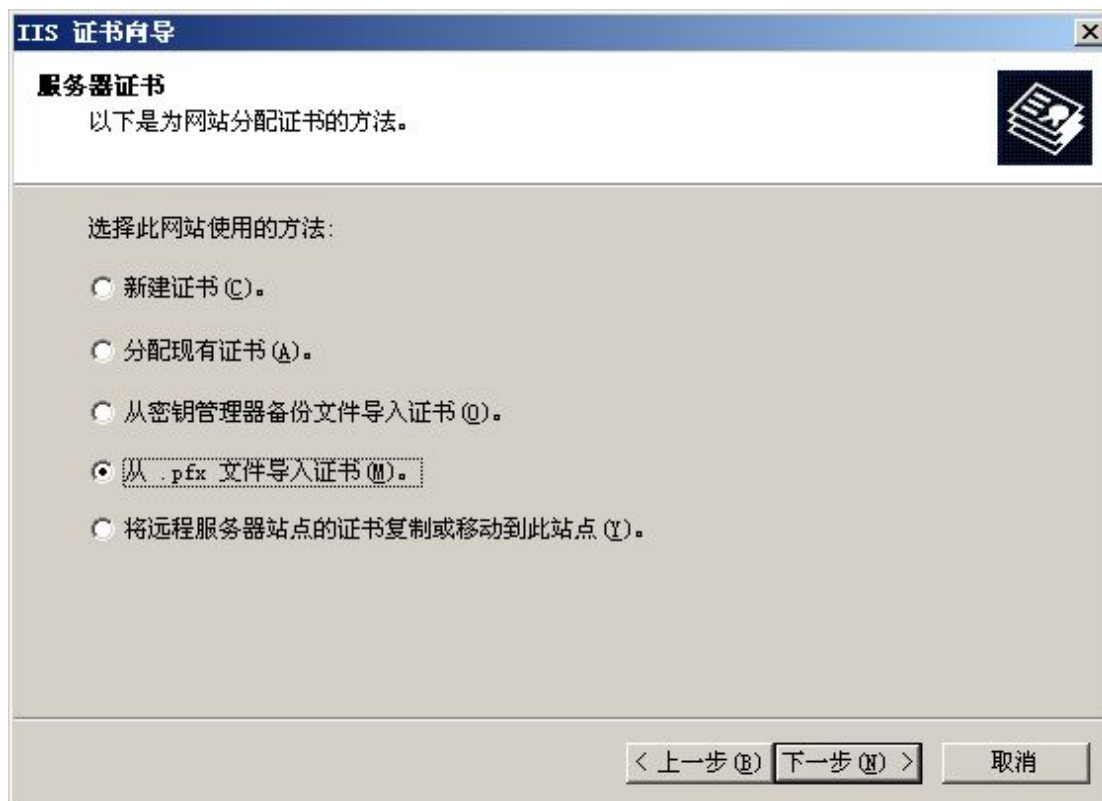 IIS 证书向导
服务器证书
以下是为网站分配证书的方法。
选择此网站使用的方法:
新建证书(C)。
分配现有证书(A)。
从密钥管理器备份文件导入证书(O)。
从 .pfx 文件导入证书(M)。
将远程服务器站点的证书复制或移动到此站点(Y)。
< 上一步(B) 下一步(N) > 取消